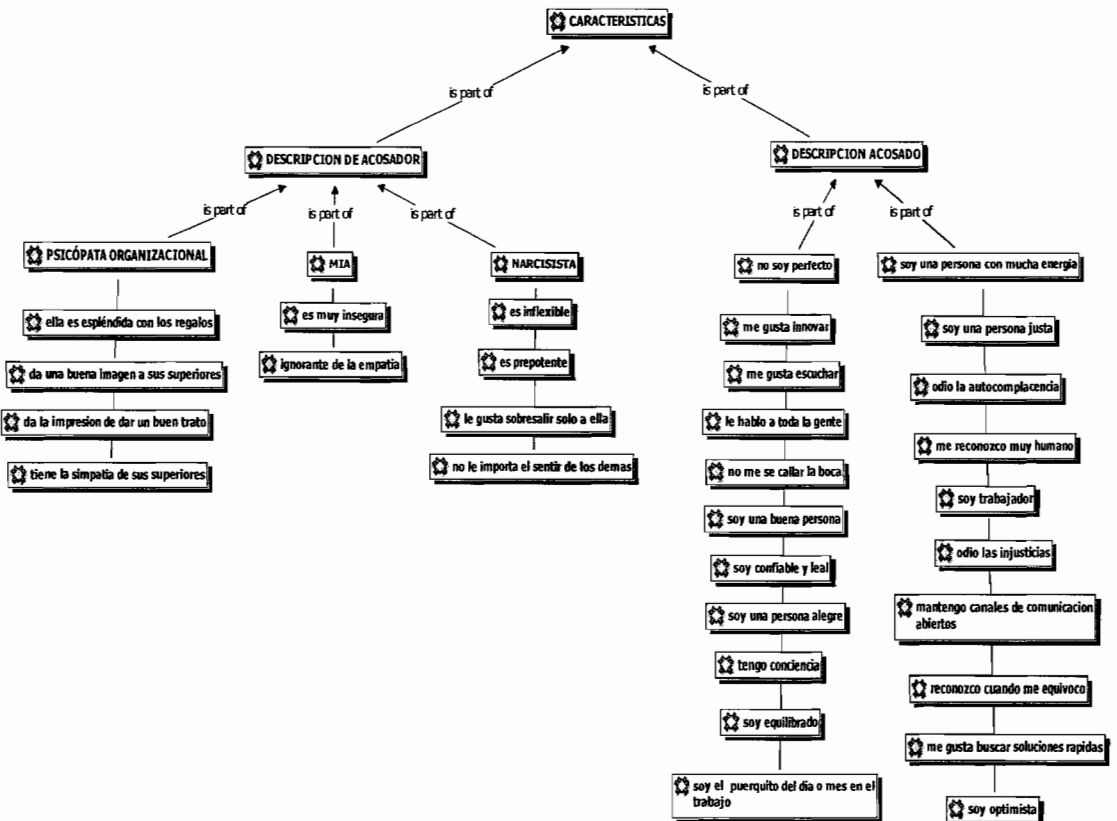 CARACTERISTICAS
is part of
is part of
DESCRIPCION DE ACOSADOR
DESCRIPCION ACOSADO
is part of
is part of
is part of
is part of
is part of
PSICÓPATA ORGANIZACIONAL
ella es espléndida con los regalos
da una buena imagen a sus superiores
da la impresion de dar un buen trato
tiene la simpatia de sus superiores
MIA
es muy insegura
ignorante de la empatia
NARCISISTA
es inflexible
es prepotente
le gusta sobresalir solo a ella
no le importa el sentir de los demas
no soy perfecto
me gusta innovar
me gusta escuchar
le hablo a toda la gente
no me se callar la boca
soy una buena persona
soy confiable y leal
soy una persona alegre
tengo conciencia
soy equilibrado
soy el puerquito del dia o mes en el
trabajo
soy una persona con mucha energia
soy una persona justa
odio la autocomplacencia
me reconozco muy humano
soy trabajador
odio las injusticias
mantengo canales de comunicacion
abiertos
reconozco cuando me equivoco
me gusta buscar soluciones rapidas
soy optimista